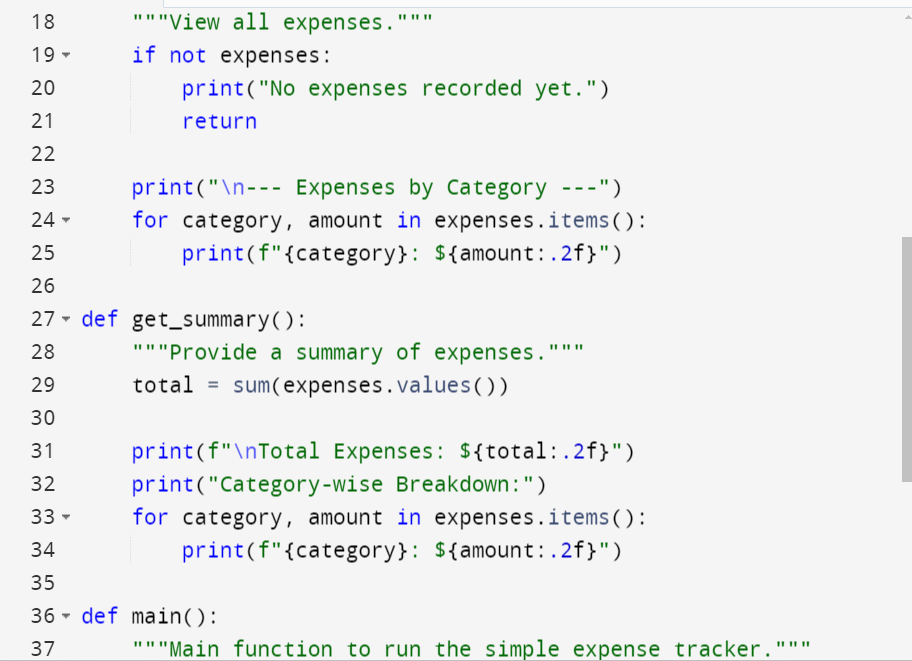 18 """View all expenses."""
19 if not expenses:
20 print("No expenses recorded yet.")
21 return
22
23 print("\n--- Expenses by Category ---")
24 for category, amount in expenses.items():
25 print(f"{category}: ${amount:.2f}")
26
27 def get_summary():
28 """Provide a summary of expenses."""
29 total = sum(expenses.values())
30
31 print(f"\nTotal Expenses: ${total:.2f}")
32 print("Category-wise Breakdown:")
33 for category, amount in expenses.items():
34 print(f"{category}: ${amount:.2f}")
35
36 def main():
37 """Main function to run the simple expense tracker."""